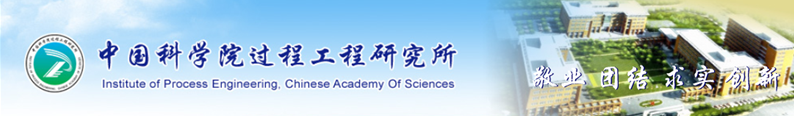 中国科学院过程工程研究所
Institute of Process Engineering, Chinese Academy Of Sciences
敬业 团结 求实 创新